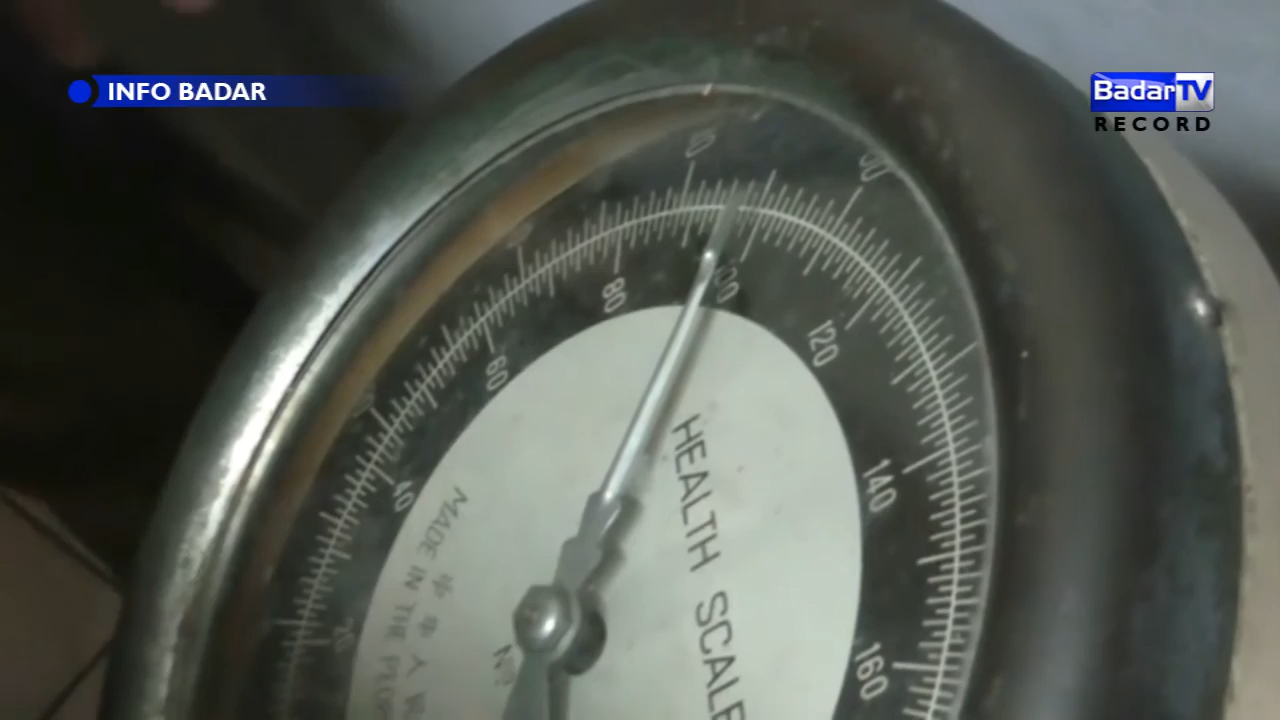 INFO BADAR
BadarTV
RECORD
80
100
60
120
40
140
160
HEALTH SCALE
MADE IN THE